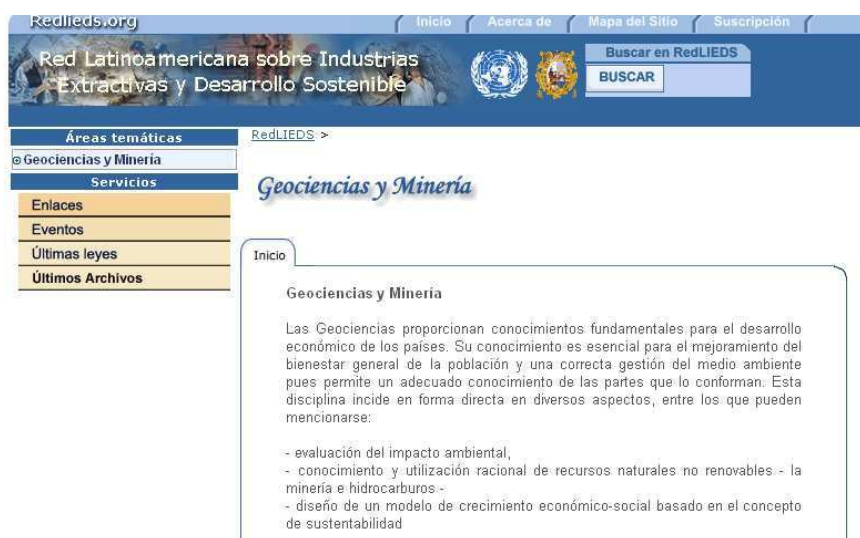 Redlieds.org
Inicio
Acerca de
Mapa del Sitio
Suscripción
Red Latinoamericana sobre Industrias
Extractivas y Desarrollo Sostenible
Buscar en RedLIEDS
BUSCAR
Áreas temáticas
Geociencias y Minería
Servicios
Enlaces
Eventos
Últimas leyes
Últimos Archivos
RedLIEDS >
Geociencias y Minería
Inicio
Geociencias y Minería
Las Geociencias proporcionan conocimientos fundamentales para el desarrollo
económico de los países. Su conocimiento es esencial para el mejoramiento del
bienestar general de la población y una correcta gestión del medio ambiente
pues permite un adecuado conocimiento de las partes que lo conforman. Esta
disciplina incide en forma directa en diversos aspectos, entre los que pueden
mencionarse:
- evaluación del impacto ambiental,
- conocimiento y utilización racional de recursos naturales no renovables - la
minería e hidrocarburos -
- diseño de un modelo de crecimiento económico-social basado en el concepto
de sustentabilidad